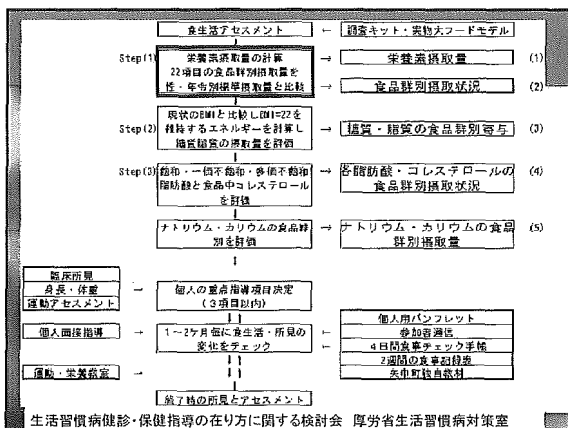 食生活アセスメント ← 調査キット・実物大フードモデル
Step(1) 栄養素摂取量の計算 → 栄養素摂取量 (1)
22項目の食品群別摂取量を
性・年令別標準摂取量と比較 → 食品群別摂取状況 (2)
現状のBMIと比較しBMI=22を
Step(2) 維持するエネルギーを計算し → 糖質・脂質の食品群別寄与 (3)
糖質脂質の摂取量を評価
Step(3) 飽和・一価不飽和・多価不飽和 → 各脂肪酸・コレステロールの (4)
脂肪酸と食品中コレステロール 食品群別摂取状況
を評価
ナトリウム・カリウムの食品群 → ナトリウム・カリウムの食品 (5)
別を評価 群別摂取量
臨床所見
身長・体重 → 個人の重点指導項目決定
運動アセスメント (3項目以内)
個人面接指導 → 1~2ケ月毎に食生活・所見の
変化をチェック ←
個人用パンフレット
参加者通信
4日間食事チェック手帳
2週間の食事記録表
矢巾町独自教材
運動・栄養教室 →
終了時の所見とアセスメント
生活習慣病健診・保健指導の在り方に関する検討会 厚労省生活習慣病対策室